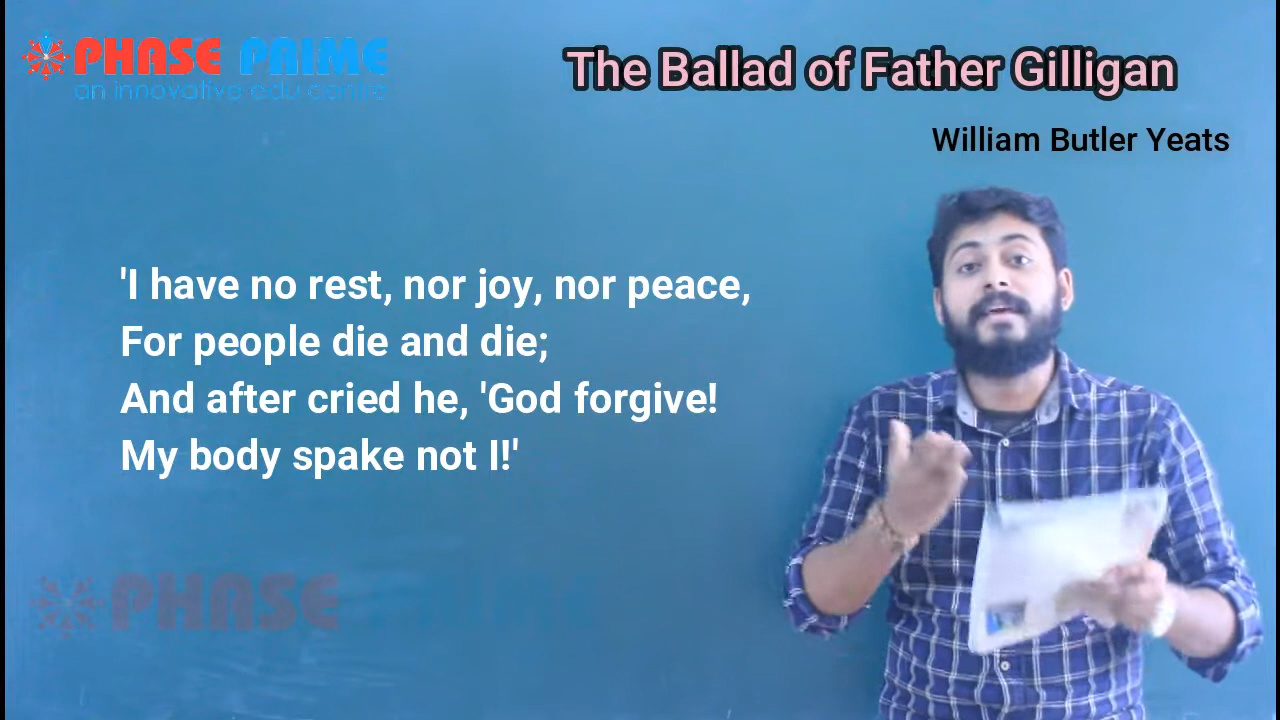 PHASE PRIME
an innovative edu centre
The Ballad of Father Gilligan
William Butler Yeats
'I have no rest, nor joy, nor peace,
For people die and die;
And after cried he, 'God forgive!
My body spake not I!'
PHASE